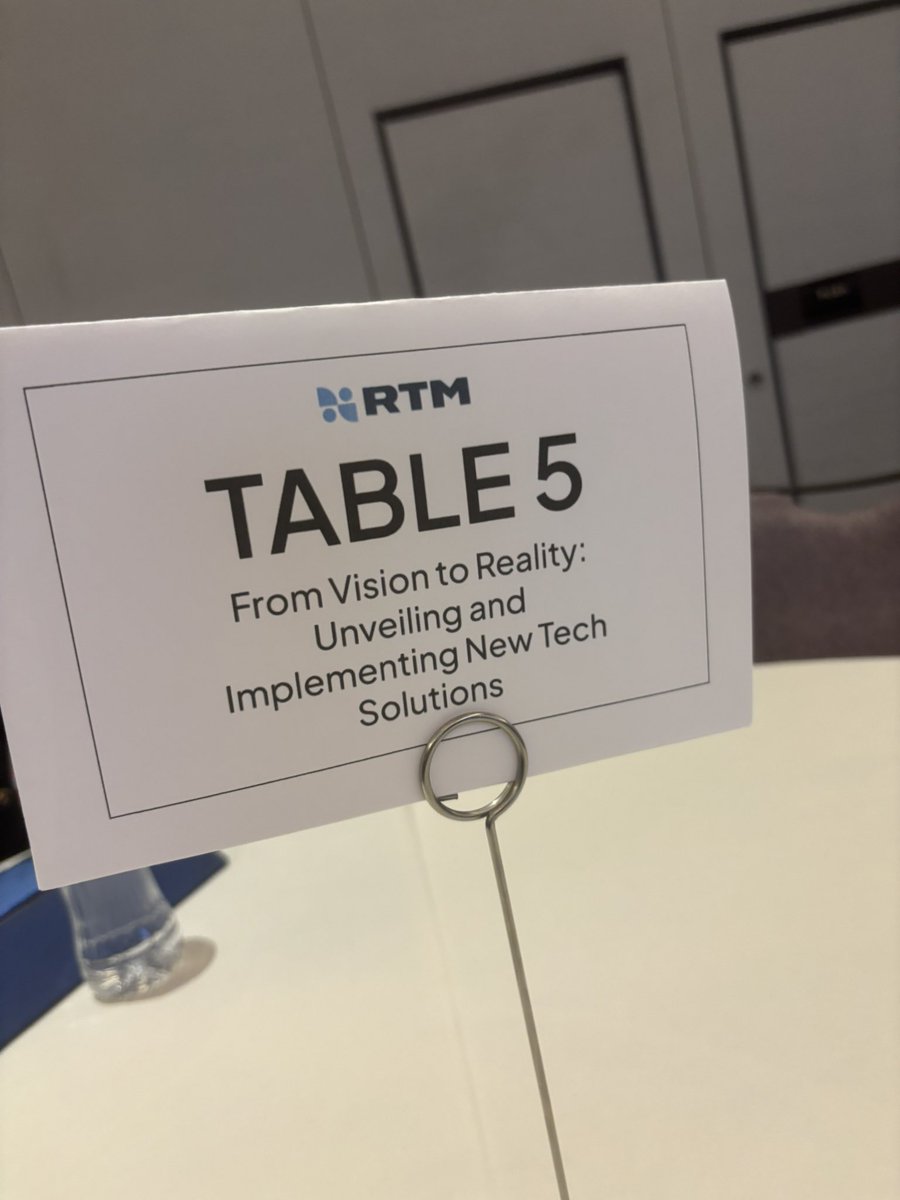 RTM
TABLE 5
From Vision to Reality:
Unveiling and
Implementing New Tech
Solutions